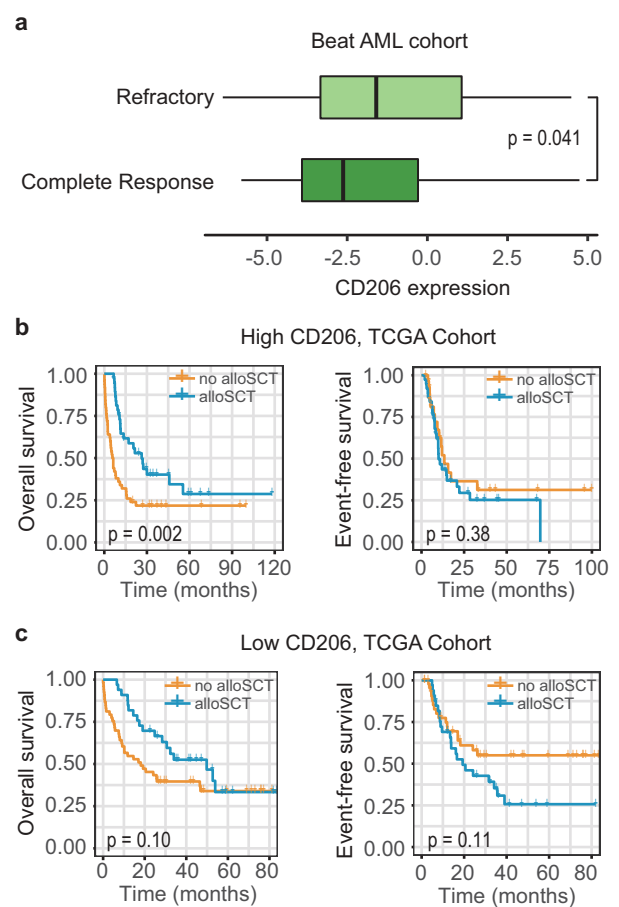 a
Beat AML cohort
Refractory
p = 0.041
Complete Response
-5.0 -2.5 0.0 2.5 5.0
CD206 expression
b
High CD206, TCGA Cohort
Overall survival
1.00
0.75
0.50
0.25
0.00
no alloSCT
alloSCT
p = 0.002
0 30 60 90 120
Time (months)
Event-free survival
1.00
0.75
0.50
0.25
0.00
no alloSCT
alloSCT
p = 0.38
0 25 50 75 100
Time (months)
c
Low CD206, TCGA Cohort
Overall survival
1.00
0.75
0.50
0.25
0.00
no alloSCT
alloSCT
p = 0.10
0 20 40 60 80
Time (months)
Event-free survival
1.00
0.75
0.50
0.25
0.00
no alloSCT
alloSCT
p = 0.11
0 20 40 60 80
Time (months)